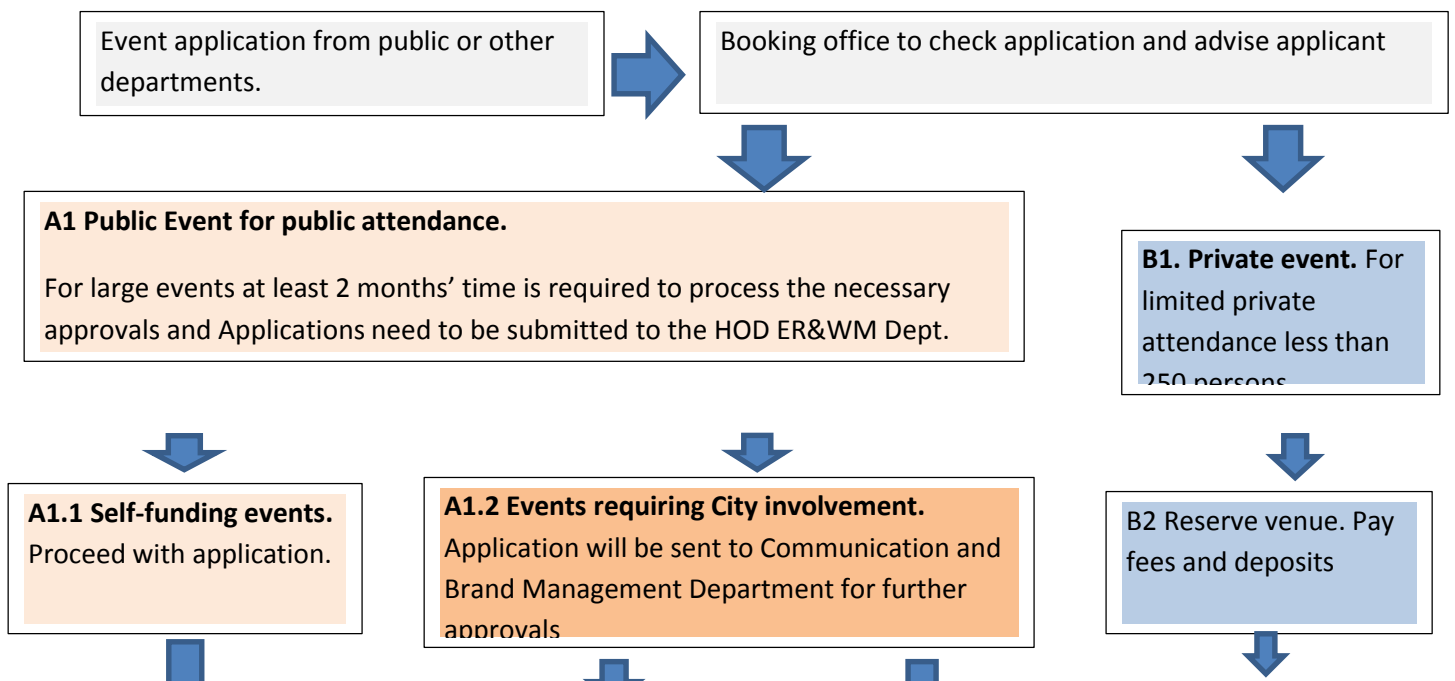 Event application from public or other
departments.
Booking office to check application and advise applicant
A1 Public Event for public attendance.
For large events at least 2 months’ time is required to process the necessary
approvals and Applications need to be submitted to the HOD ER&WM Dept.
B1. Private event. For
limited private
attendance less than
250 persons
A1.1 Self-funding events.
Proceed with application.
A1.2 Events requiring City involvement.
Application will be sent to Communication and
Brand Management Department for further
approvals
B2 Reserve venue. Pay
fees and deposits